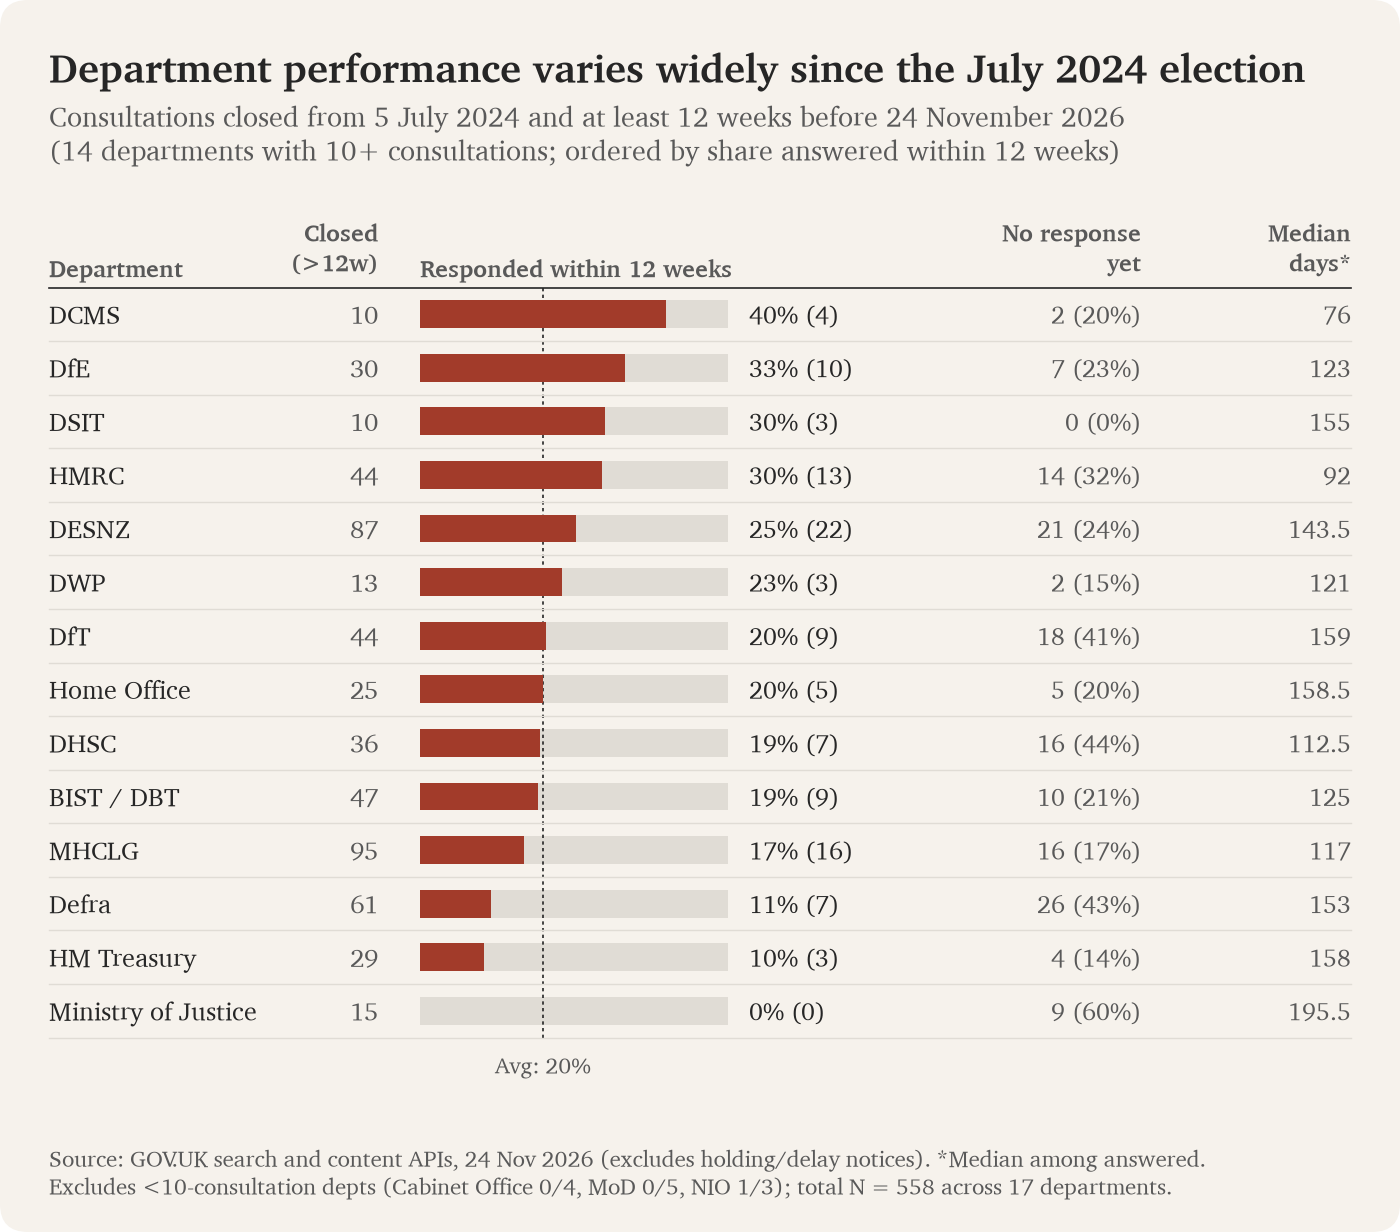 Department performance varies widely since the July 2024 election
Consultations closed from 5 July 2024 and at least 12 weeks before 24 November 2026
(14 departments with 10+ consultations; ordered by share answered within 12 weeks)
Department Closed (>12w) Responded within 12 weeks No response yet Median days*
DCMS 10 40% (4) 2 (20%) 76
DfE 30 33% (10) 7 (23%) 123
DSIT 10 30% (3) 0 (0%) 155
HMRC 44 30% (13) 14 (32%) 92
DESNZ 87 25% (22) 21 (24%) 143.5
DWP 13 23% (3) 2 (15%) 121
DfT 44 20% (9) 18 (41%) 159
Home Office 25 20% (5) 5 (20%) 158.5
DHSC 36 19% (7) 16 (44%) 112.5
BIST / DBT 47 19% (9) 10 (21%) 125
MHCLG 95 17% (16) 16 (17%) 117
Defra 61 11% (7) 26 (43%) 153
HM Treasury 29 10% (3) 4 (14%) 158
Ministry of Justice 15 0% (0) 9 (60%) 195.5
Avg: 20%
Source: GOV.UK search and content APIs, 24 Nov 2026 (excludes holding/delay notices). *Median among answered.
Excludes <10-consultation depts (Cabinet Office 0/4, MoD 0/5, NIO 1/3); total N = 558 across 17 departments.